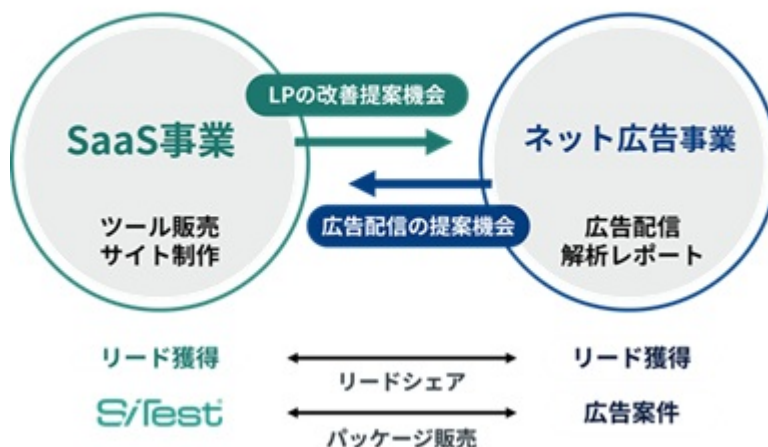 LPの改善提案機会
SaaS事業
ネット広告事業
広告配信の提案機会
ツール販売
サイト制作
広告配信
解析レポート
リード獲得
リードシェア
リード獲得
SiTest
パッケージ販売
広告案件